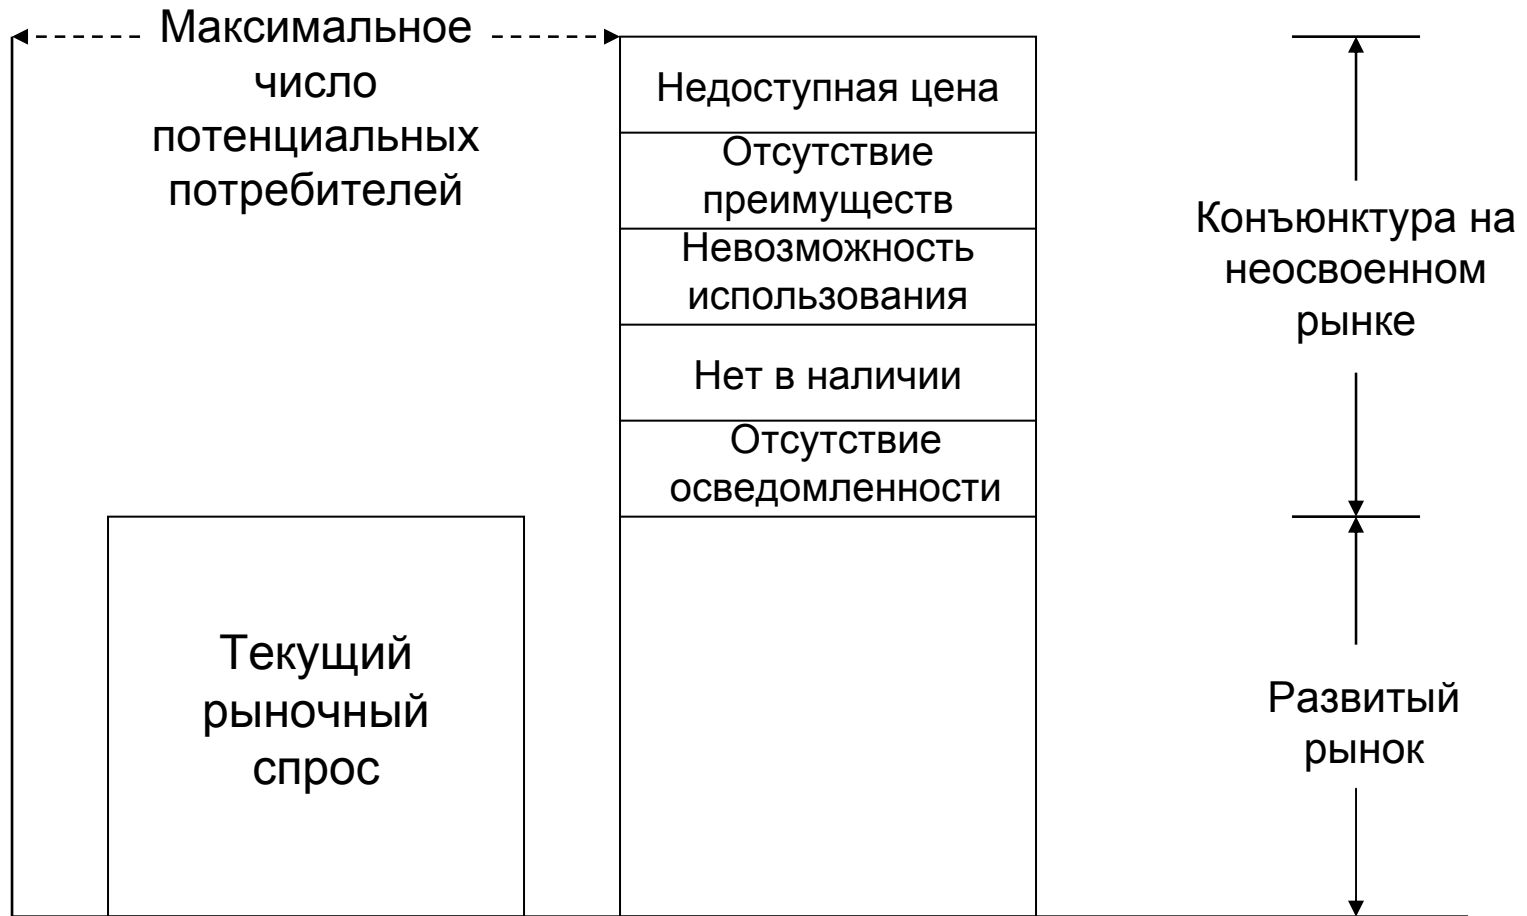 Максимальное
число
потенциальных
потребителей
Недоступная цена
Отсутствие
преимуществ
Невозможность
использования
Нет в наличии
Отсутствие
осведомленности
Конъюнктура на
неосвоенном
рынке
Текущий
рыночный
спрос
Развитый
рынок